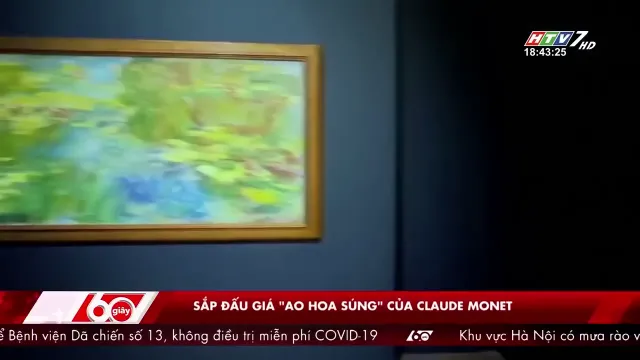 HTV7 HD
18:43:25
60 giây
SẮP ĐẤU GIÁ "AO HOA SÚNG" CỦA CLAUDE MONET
ể Bệnh viện Dã chiến số 13, không điều trị miễn phí COVID-19 60 Khu vực Hà Nội có mưa rào v